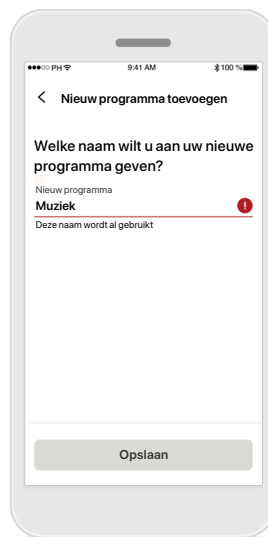 ●●●○○ PH 9:41 AM 100 %
Nieuw programma toevoegen
Welke naam wilt u aan uw nieuwe
programma geven?
Nieuw programma
Muziek !
Deze naam wordt al gebruikt
Opslaan